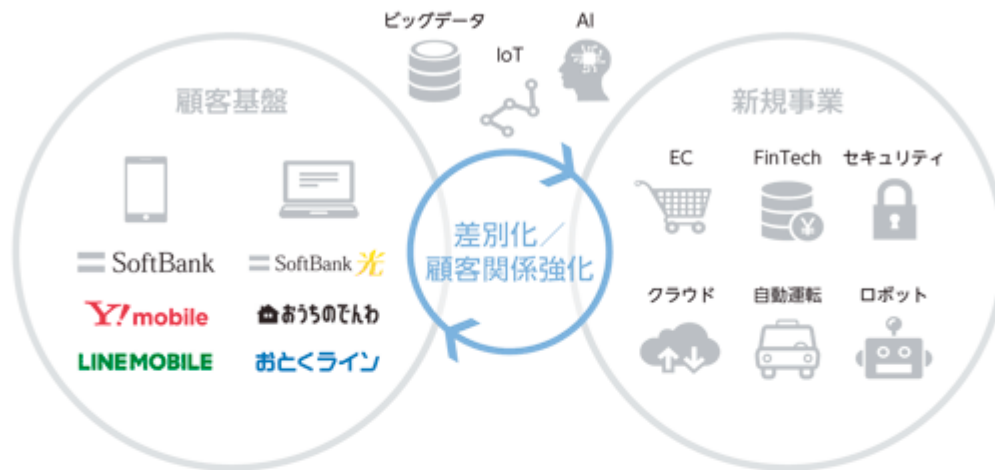 ビッグデータ
AI
IoT
顧客基盤
新規事業
EC
FinTech
セキュリティ
差別化／
顧客関係強化
SoftBank
SoftBank 光
Y!mobile
おうちのでんわ
LINEMOBILE
おとくライン
クラウド
自動運転
ロボット
¥